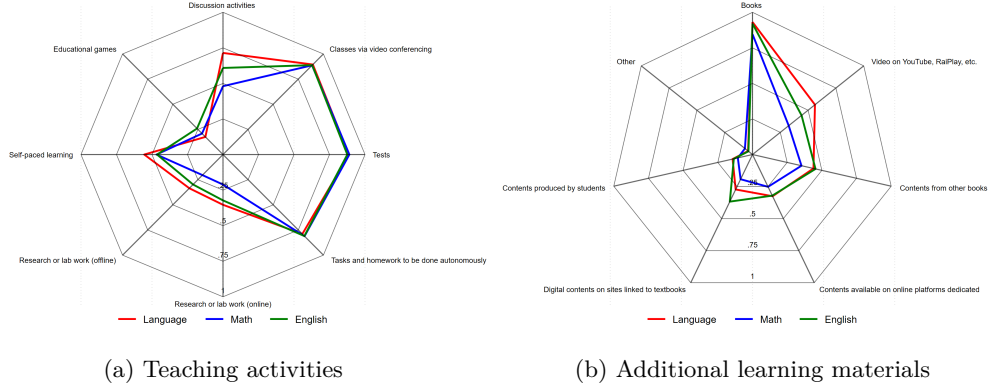 Discussion activities
Classes via video conferencing
Tests
Tasks and homework to be done autonomously
Research or lab work (online)
Research or lab work (offline)
Self-paced learning
Educational games
.25
.5
.75
1
Language Math English
(a) Teaching activities
Books
Video on YouTube, RaiPlay, etc.
Contents from other books
Contents available on online platforms dedicated
Digital contents on sites linked to textbooks
Contents produced by students
Other
.25
.5
.75
1
Language Math English
(b) Additional learning materials